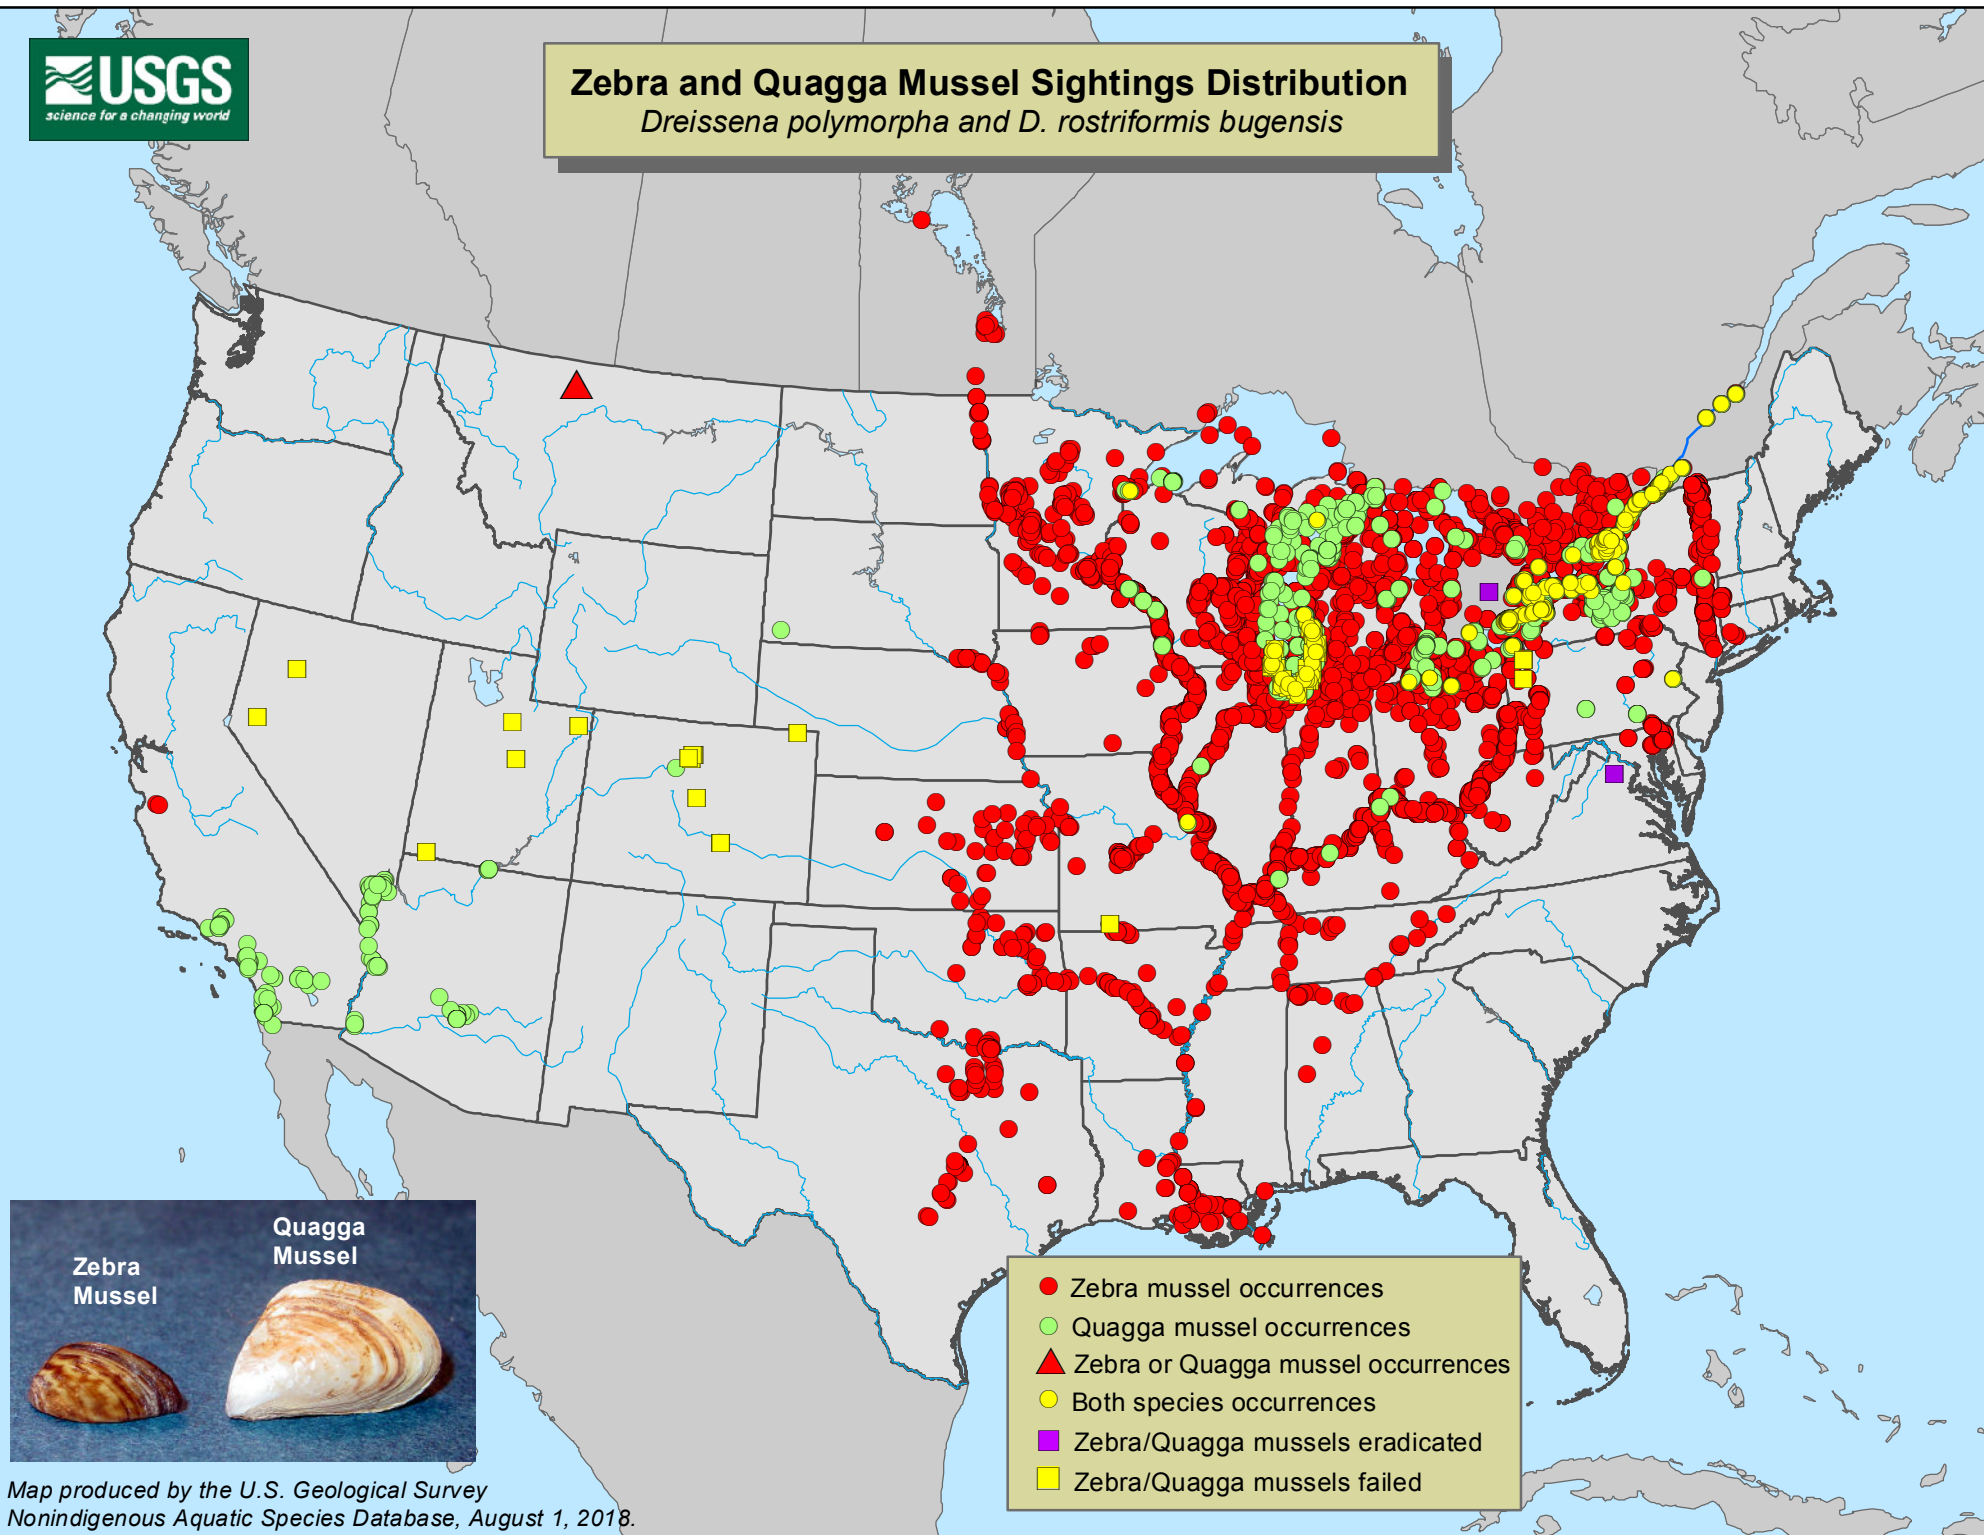 USGS
science for a changing world
Zebra and Quagga Mussel Sightings Distribution
Dreissena polymorpha and D. rostriformis bugensis
Quagga
Mussel
Zebra
Mussel
Zebra mussel occurrences
Quagga mussel occurrences
Zebra or Quagga mussel occurrences
Both species occurrences
Zebra/Quagga mussels eradicated
Zebra/Quagga mussels failed
Map produced by the U.S. Geological Survey
Nonindigenous Aquatic Species Database, August 1, 2018.